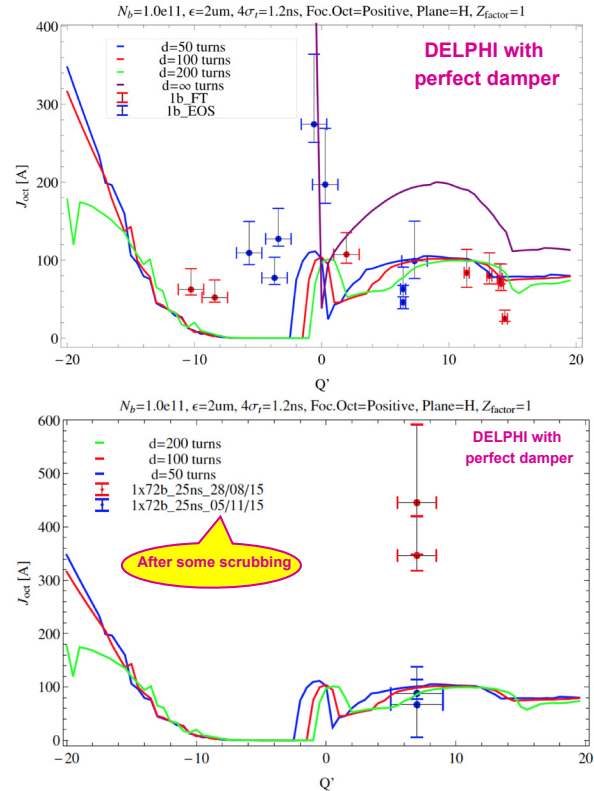 N_b=1.0e11, ϵ=2um, 4σ_t=1.2ns, Foc.Oct=Positive, Plane=H, Z_factor=1
400
300
200
100
0
J_oct [A]
d=50 turns
d=100 turns
d=200 turns
d=∞ turns
1b_FT
1b_EOS
DELPHI with
perfect damper
−20 −10 0 10 20
Q'
N_b=1.0e11, ϵ=2um, 4σ_t=1.2ns, Foc.Oct=Positive, Plane=H, Z_factor=1
600
500
400
300
200
100
0
J_oct [A]
d=200 turns
d=100 turns
d=50 turns
1x72b_25ns_28/08/15
1x72b_25ns_05/11/15
DELPHI with
perfect damper
After some scrubbing
−20 −10 0 10 20
Q'